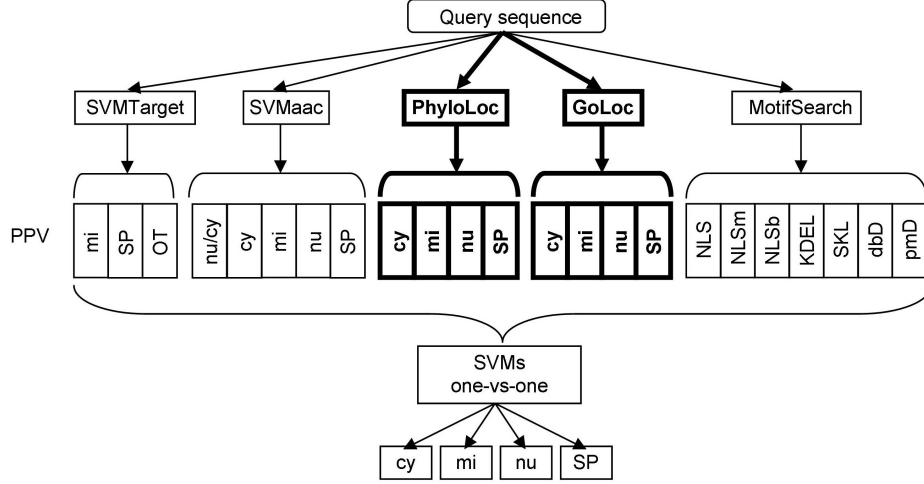 Query sequence
SVMTarget SVMaac PhyloLoc GoLoc MotifSearch
PPV mi SP OT nu/cy cy mi nu SP cy mi nu SP cy mi nu SP NLS NLSm NLSb KDEL SKL dbD pmD
SVMs
one-vs-one
cy mi nu SP